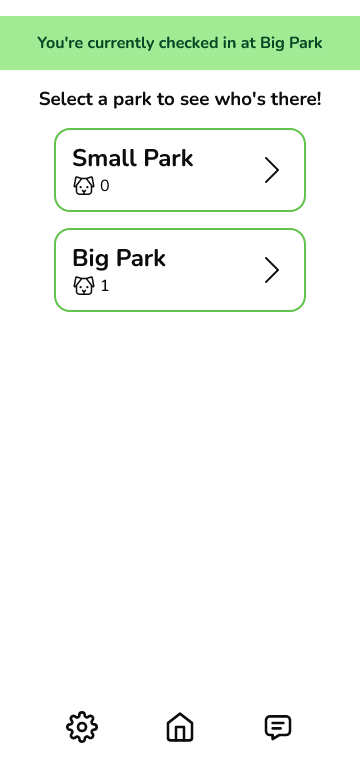 You're currently checked in at Big Park
Select a park to see who's there!
Small Park
0
Big Park
1